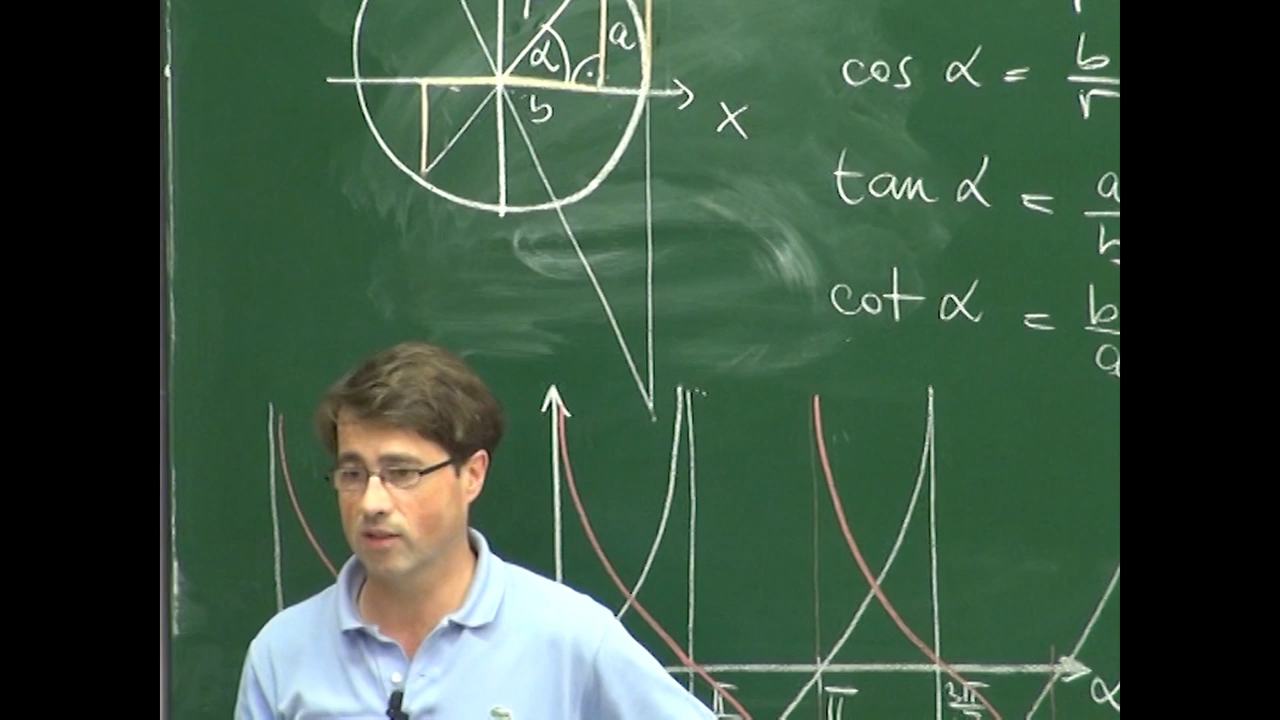 r
a
α
b
x
cos α = b/r
tan α = a/b
cot α = b/a
π
3π/2
α